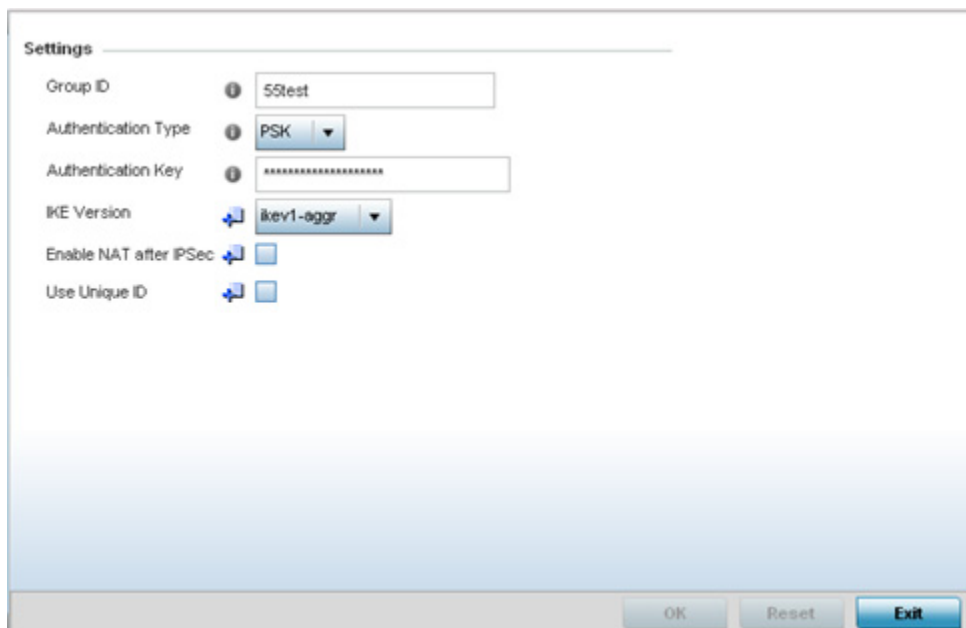 Settings
Group ID 55test
Authentication Type PSK
Authentication Key ********************
IKE Version ikev1-aggr
Enable NAT after IPSec
Use Unique ID
OK Reset Exit